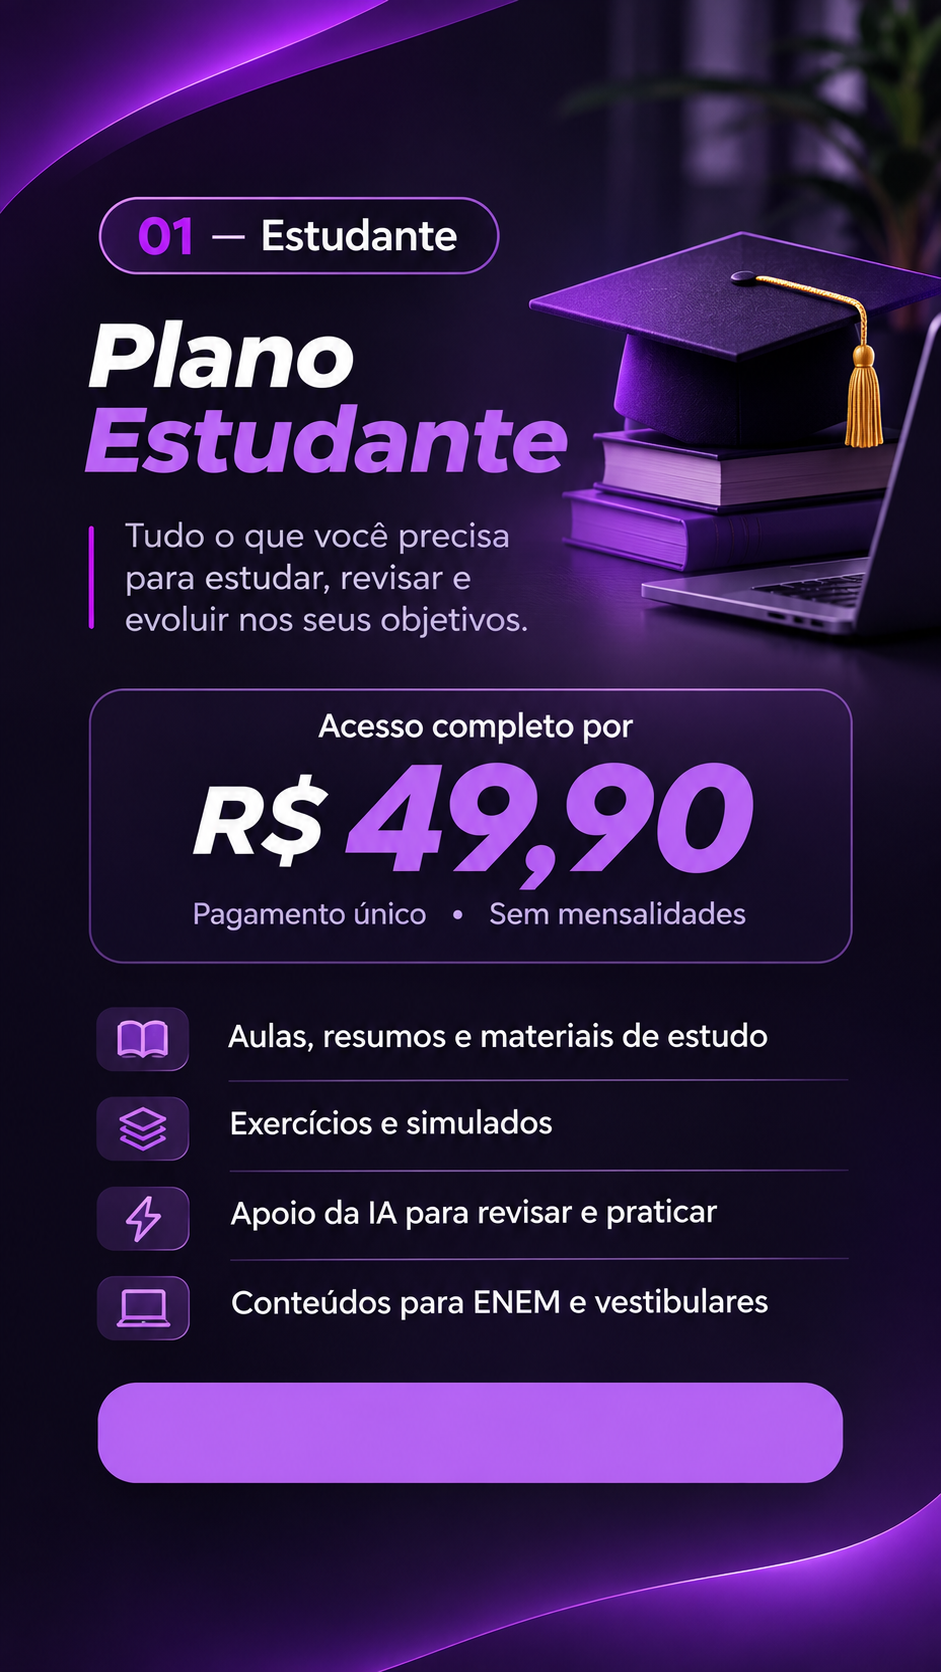 01 — Estudante
Plano
Estudante
Tudo o que você precisa
para estudar, revisar e
evoluir nos seus objetivos.
Acesso completo por
R$ 49,90
Pagamento único • Sem mensalidades
Aulas, resumos e materiais de estudo
Exercícios e simulados
Apoio da IA para revisar e praticar
Conteúdos para ENEM e vestibulares